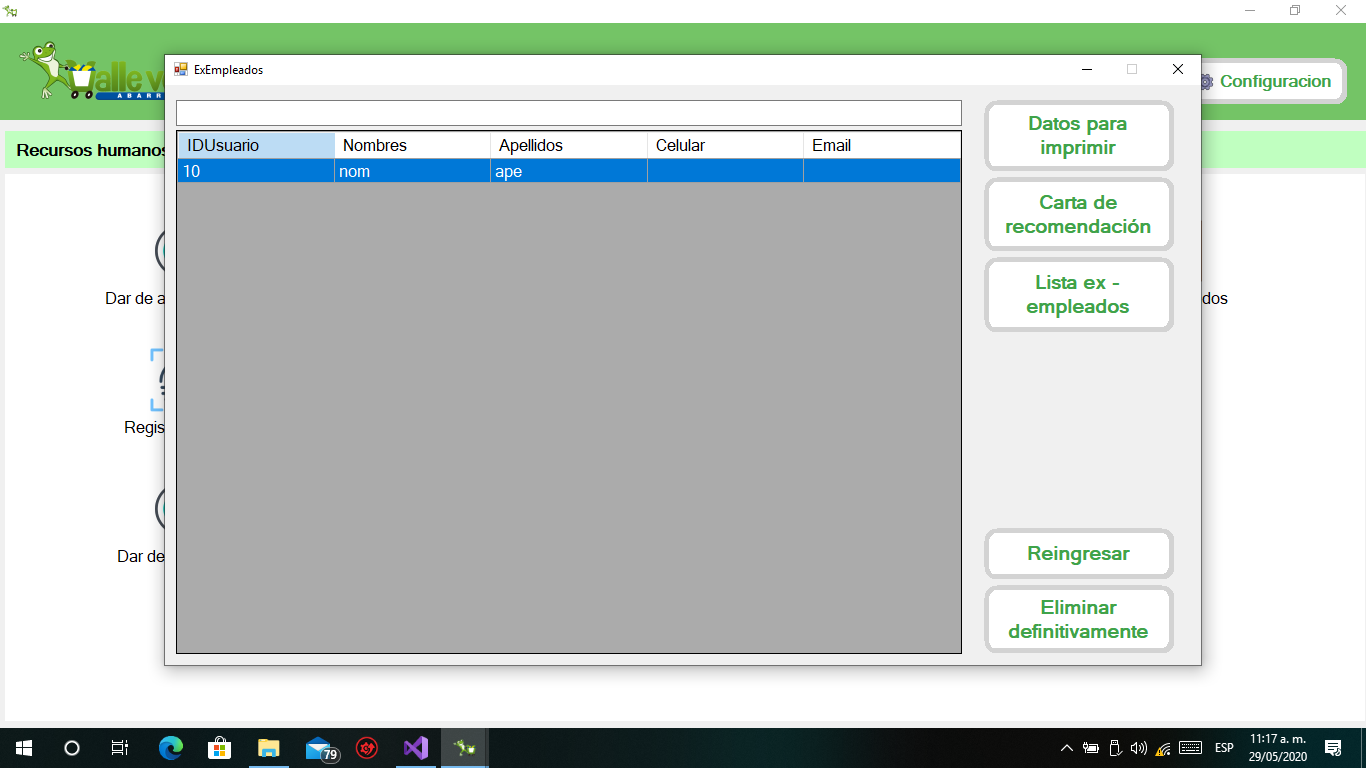 ExEmpleados
Valle ve
ABARR
Configuracion
Recursos humanos
IDUsuario Nombres Apellidos Celular Email
10 nom ape
Datos para
imprimir
Carta de
recomendación
Lista ex -
empleados
Reingresar
Eliminar
definitivamente
Dar de a
dos
Regis
Dar de
79
ESP
11:17 a. m.
29/05/2020